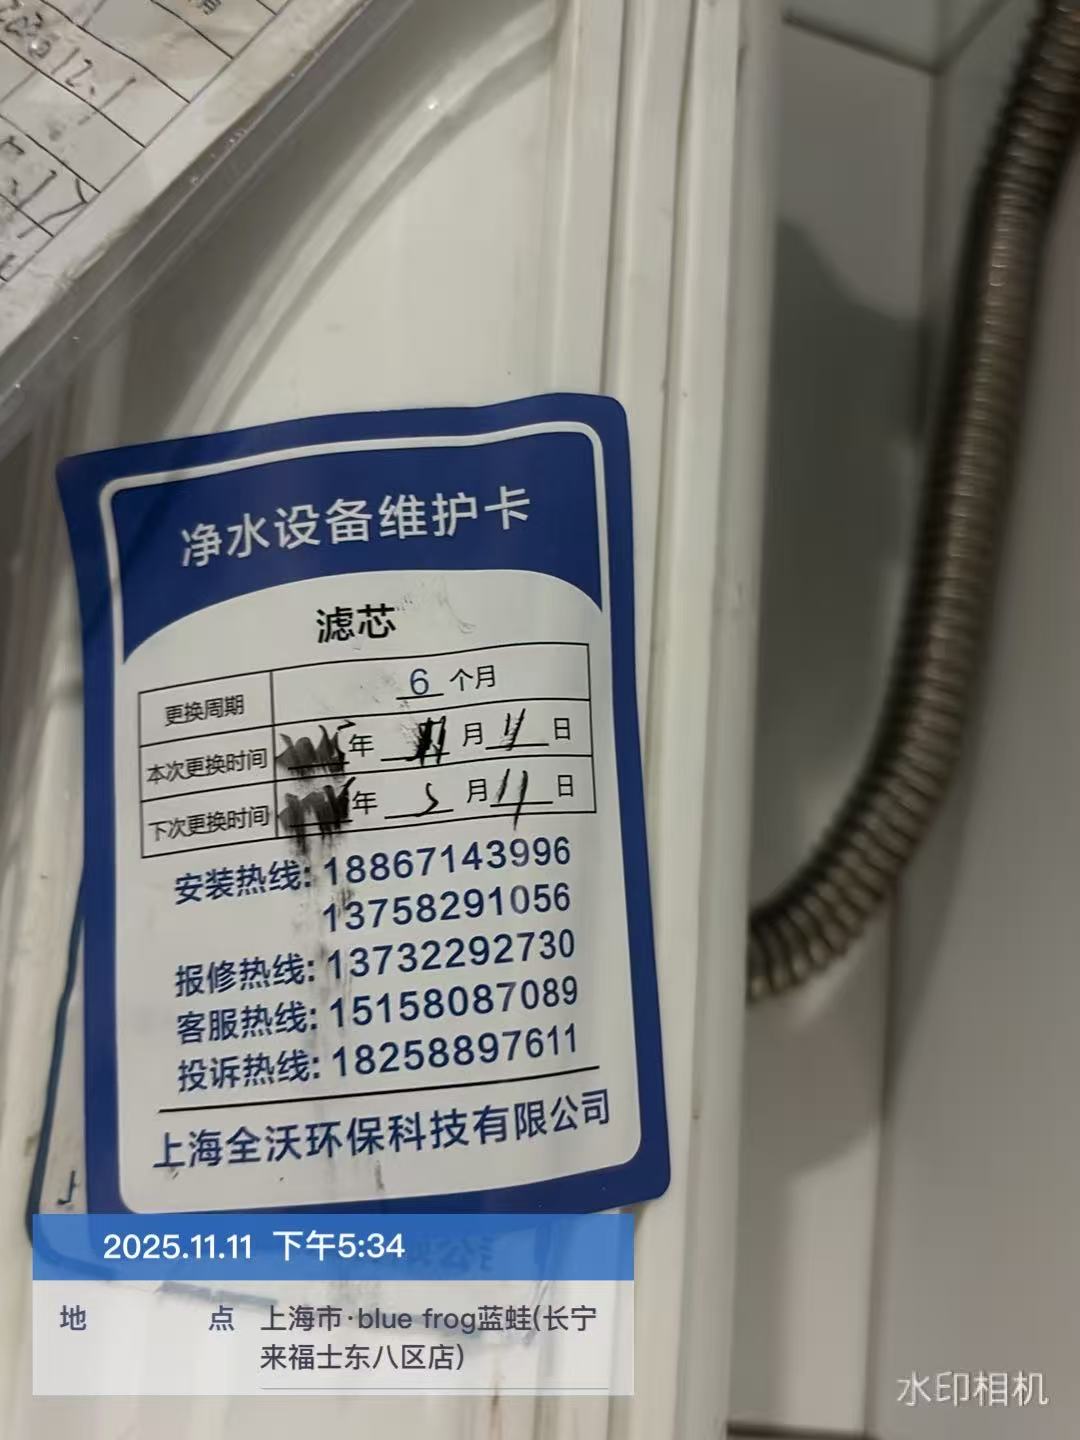 净水设备维护卡
滤芯
更换周期 6 个月
本次更换时间 年 11 月 11 日
下次更换时间 年 5 月 11 日
安装热线: 18867143996
13758291056
报修热线: 13732292730
客服热线: 15158087089
投诉热线: 18258897611
上海全沃环保科技有限公司
2025.11.11 下午5:34
地 点 上海市·blue frog蓝蛙(长宁
来福士东八区店)
水印相机